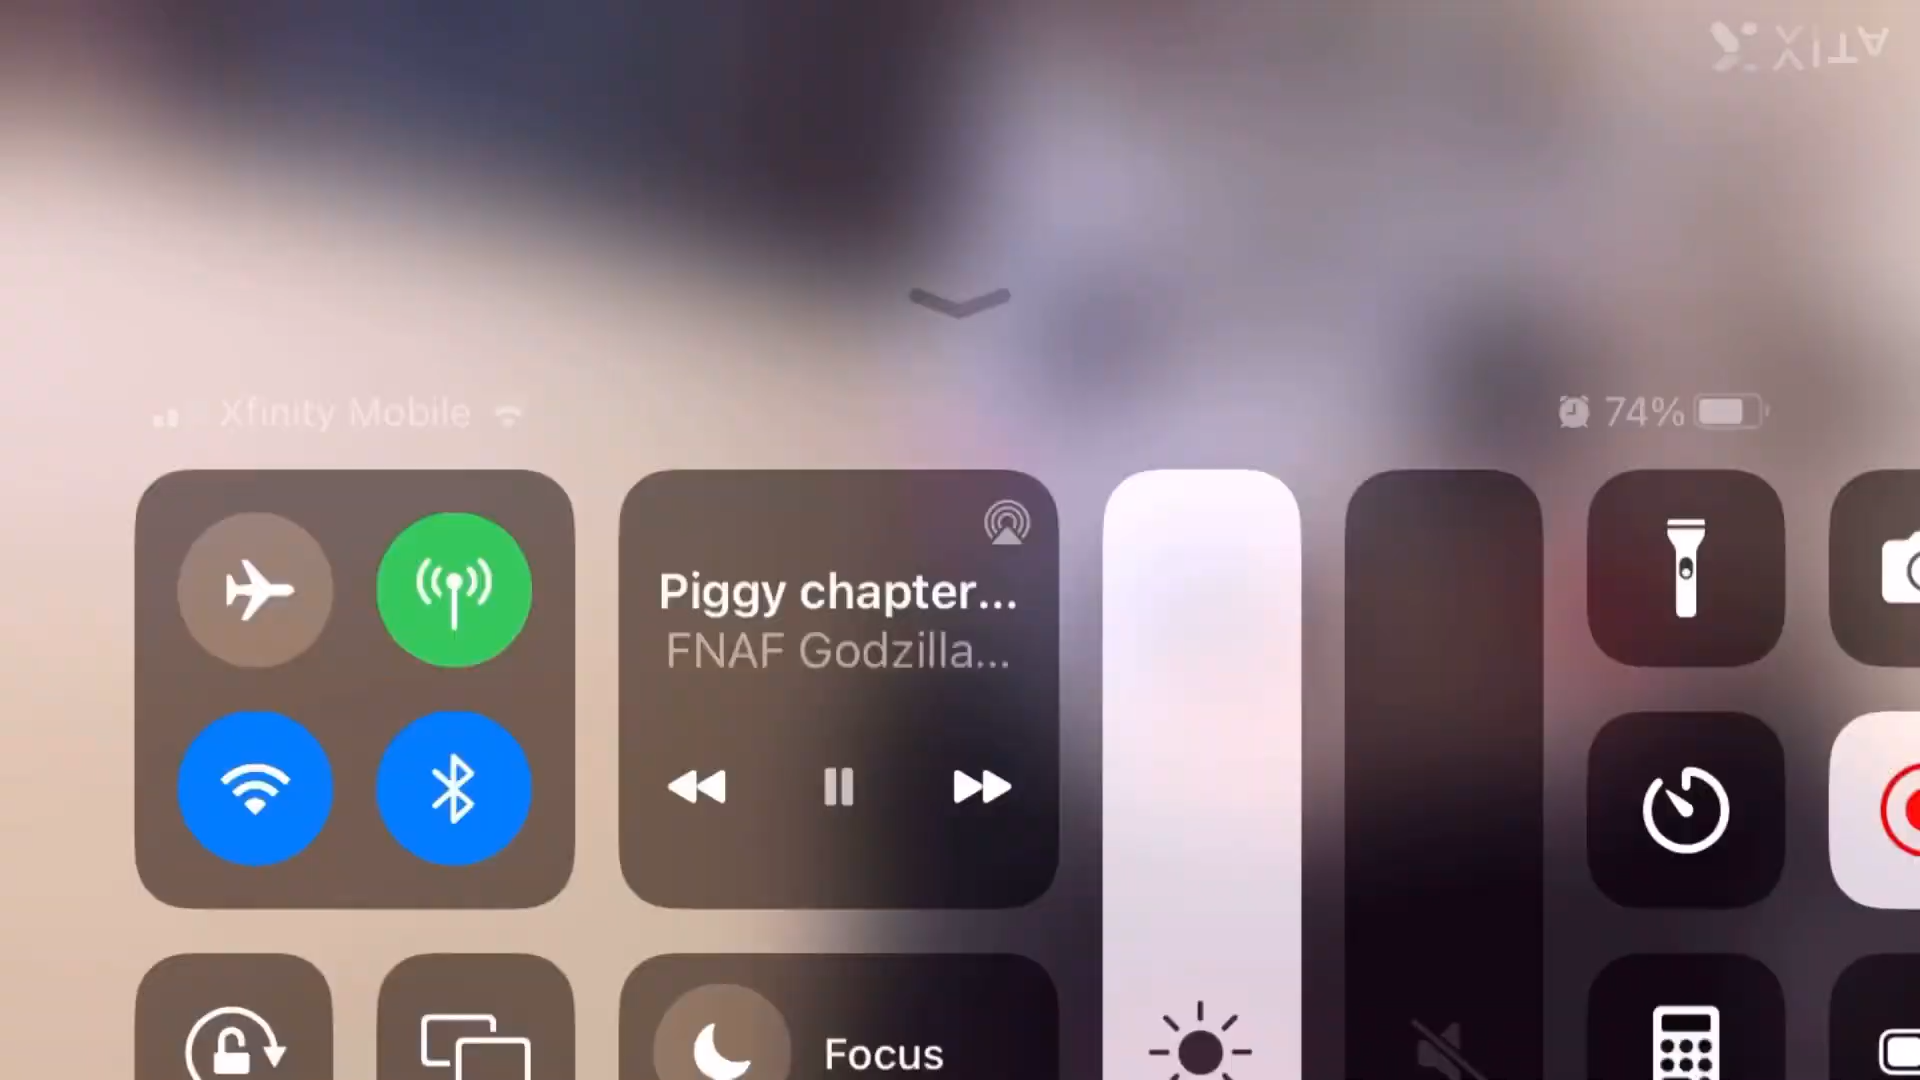 Xfinity Mobile
74%
Piggy chapter...
FNAF Godzilla...
Focus